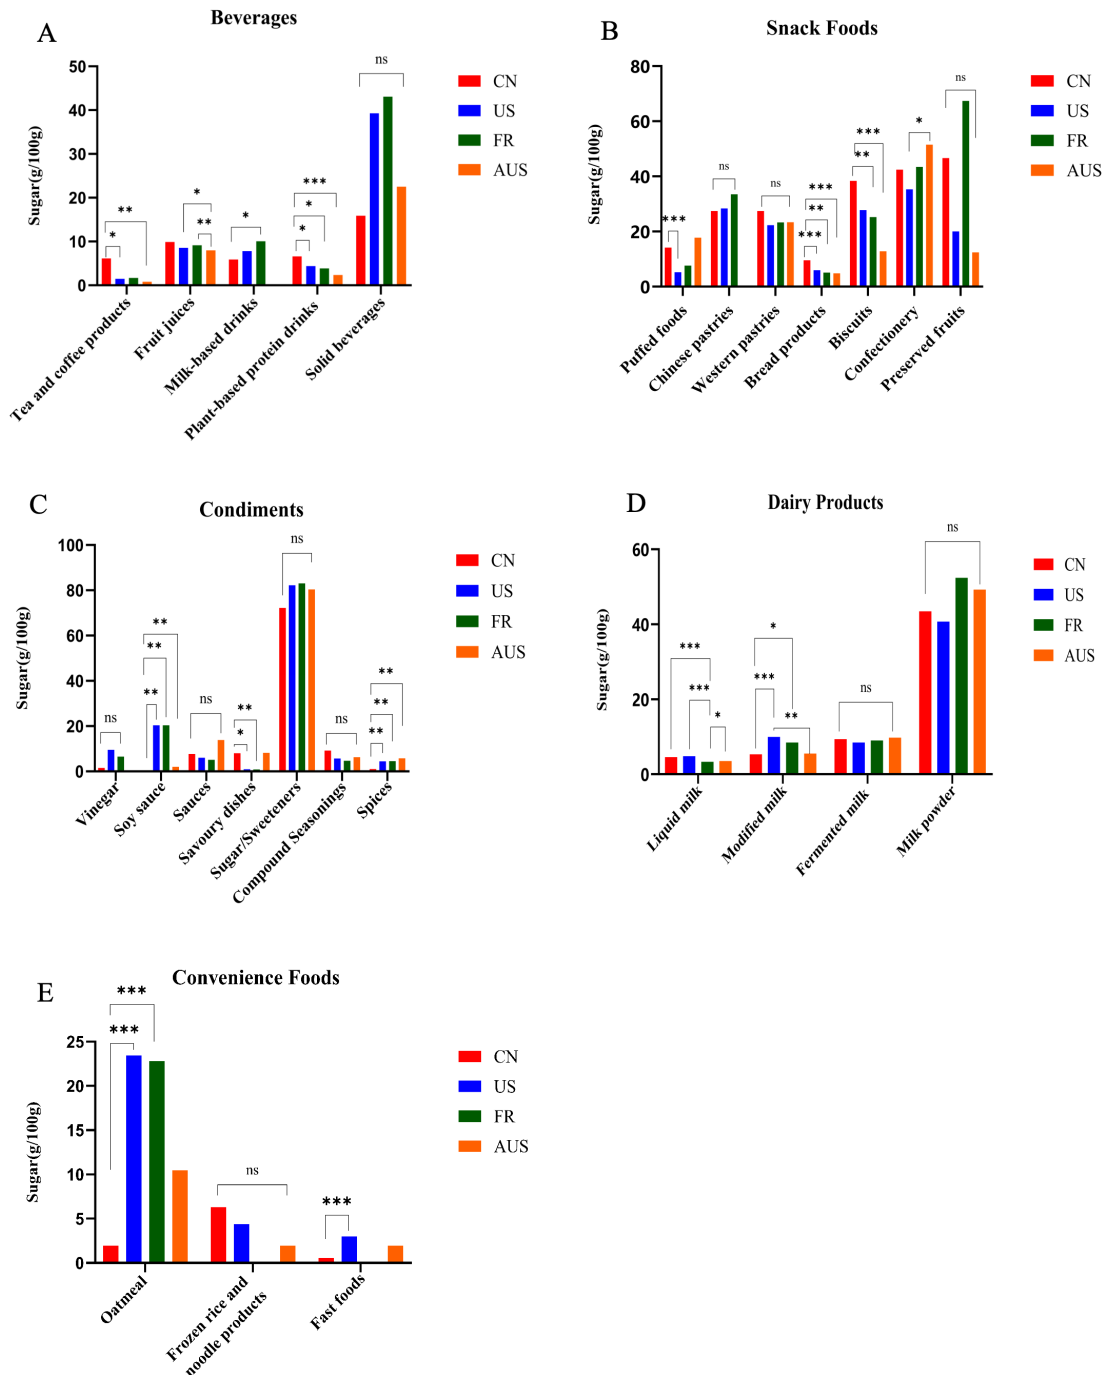 A
Beverages
Sugar(g/100g)
50
40
30
20
10
0
**
*
*
**
*
***
*
*
ns
CN
US
FR
AUS
Tea and coffee products
Fruit juices
Milk-based drinks
Plant-based protein drinks
Solid beverages
B
Snack Foods
Sugar(g/100g)
80
60
40
20
0
***
ns
ns
***
**
***
***
**
*
ns
CN
US
FR
AUS
Puffed foods
Chinese pastries
Western pastries
Bread products
Biscuits
Confectionery
Preserved fruits
C
Condiments
Sugar(g/100g)
100
80
60
40
20
0
ns
**
**
**
ns
**
*
ns
ns
**
**
**
CN
US
FR
AUS
Vinegar
Soy sauce
Sauces
Savoury dishes
Sugar/Sweeteners
Compound Seasonings
Spices
D
Dairy Products
Sugar(g/100g)
60
40
20
0
***
***
*
*
***
**
ns
ns
CN
US
FR
AUS
Liquid milk
Modified milk
Fermented milk
Milk powder
E
Convenience Foods
Sugar(g/100g)
25
20
15
10
5
0
***
***
ns
***
CN
US
FR
AUS
Oatmeal
Frozen rice and
noodle products
Fast foods